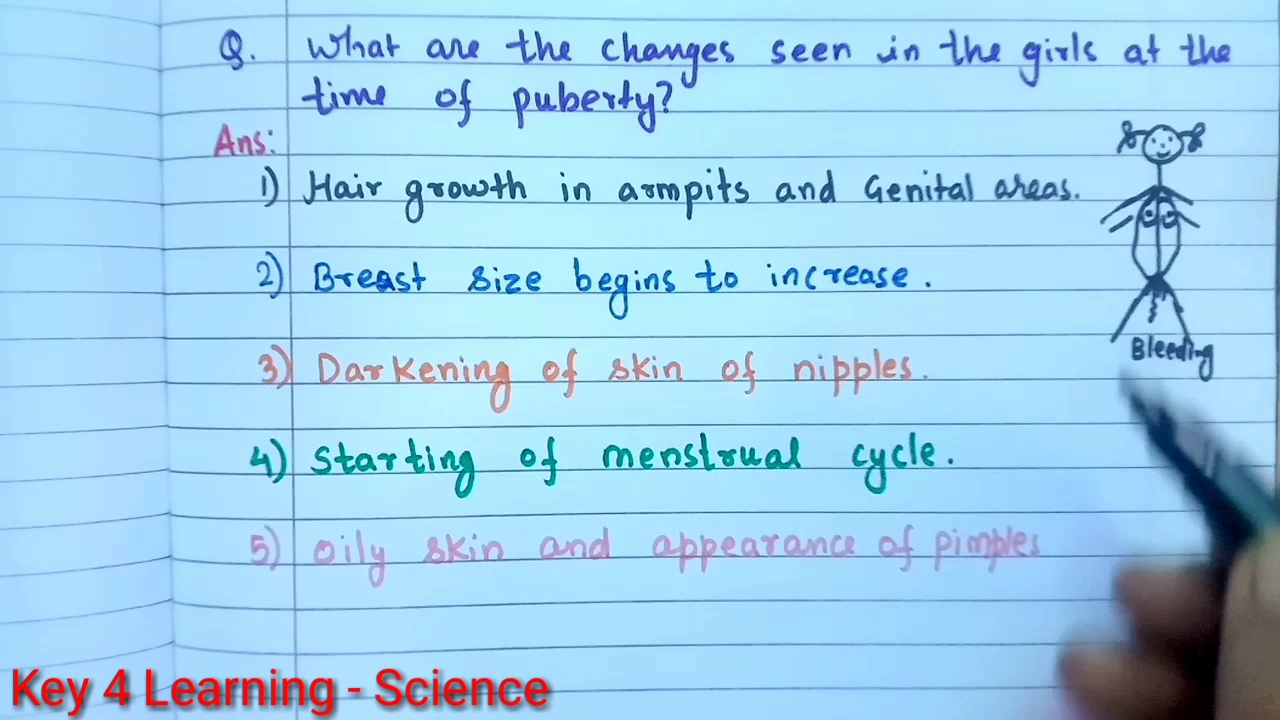 Q. What are the changes seen in the girls at the
time of puberty?
Ans:
1) Hair growth in armpits and Genital areas.
2) Breast size begins to increase.
3) Darkening of skin of nipples.
Bleeding
4) Starting of menstrual cycle.
5) Oily skin and appearance of pimples
Key 4 Learning - Science